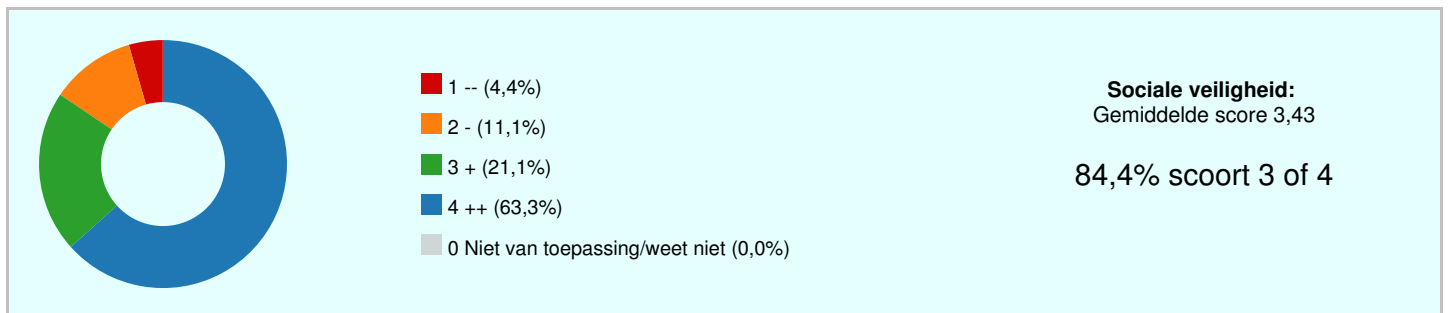 1 -- (4,4%)
2 - (11,1%)
3 + (21,1%)
4 ++ (63,3%)
0 Niet van toepassing/weet niet (0,0%)
Sociale veiligheid:
Gemiddelde score 3,43
84,4% scoort 3 of 4